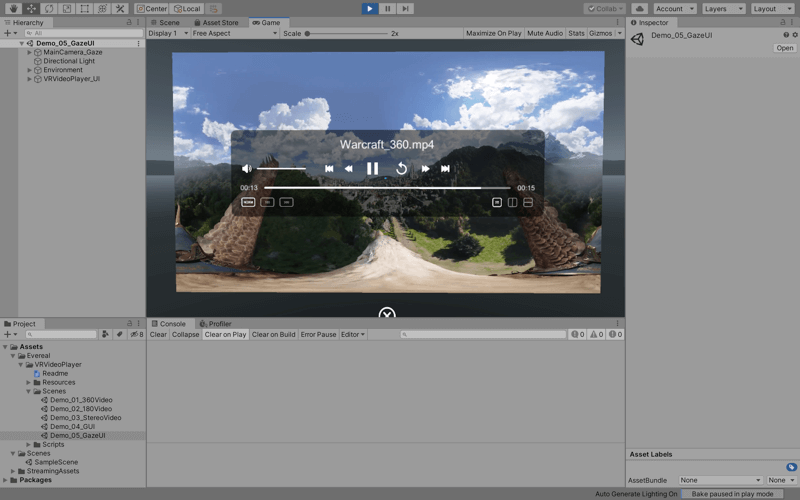 Center Local Collab Account Layers Layout
Hierarchy
All
Demo_05_GazeUI
MainCamera_Gaze
Directional Light
Environment
VRVideoPlayer_UI
Scene Asset Store Game
Display 1 Free Aspect Scale 2x Maximize On Play Mute Audio Stats Gizmos
Warcraft_360.mp4
00:13 00:15
Inspector
Demo_05_GazeUI
Open
Project
8
Assets
Evereal
VRVideoPlayer
Readme
Resources
Scenes
Demo_01_360Video
Demo_02_180Video
Demo_03_StereoVideo
Demo_04_GUI
Demo_05_GazeUI
Scripts
Scenes
SampleScene
StreamingAssets
Packages
Console Profiler
Clear Collapse Clear on Play Clear on Build Error Pause Editor 0 0 0
Asset Labels
AssetBundle None None
Auto Generate Lighting On Bake paused in play mode